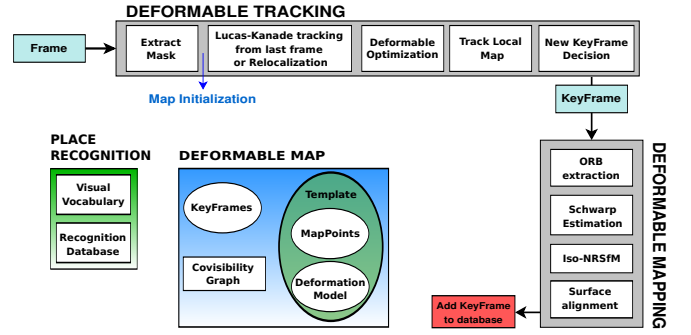 DEFORMABLE TRACKING
Frame
Extract
Mask
Lucas-Kanade tracking
from last frame
or Relocalization
Deformable
Optimization
Track Local
Map
New KeyFrame
Decision
Map Initialization
KeyFrame
PLACE
RECOGNITION
Visual
Vocabulary
Recognition
Database
DEFORMABLE MAP
KeyFrames
Covisibility
Graph
Template
MapPoints
Deformation
Model
DEFORMABLE MAPPING
ORB
extraction
Schwarp
Estimation
Iso-NRSfM
Surface
alignment
Add KeyFrame
to database